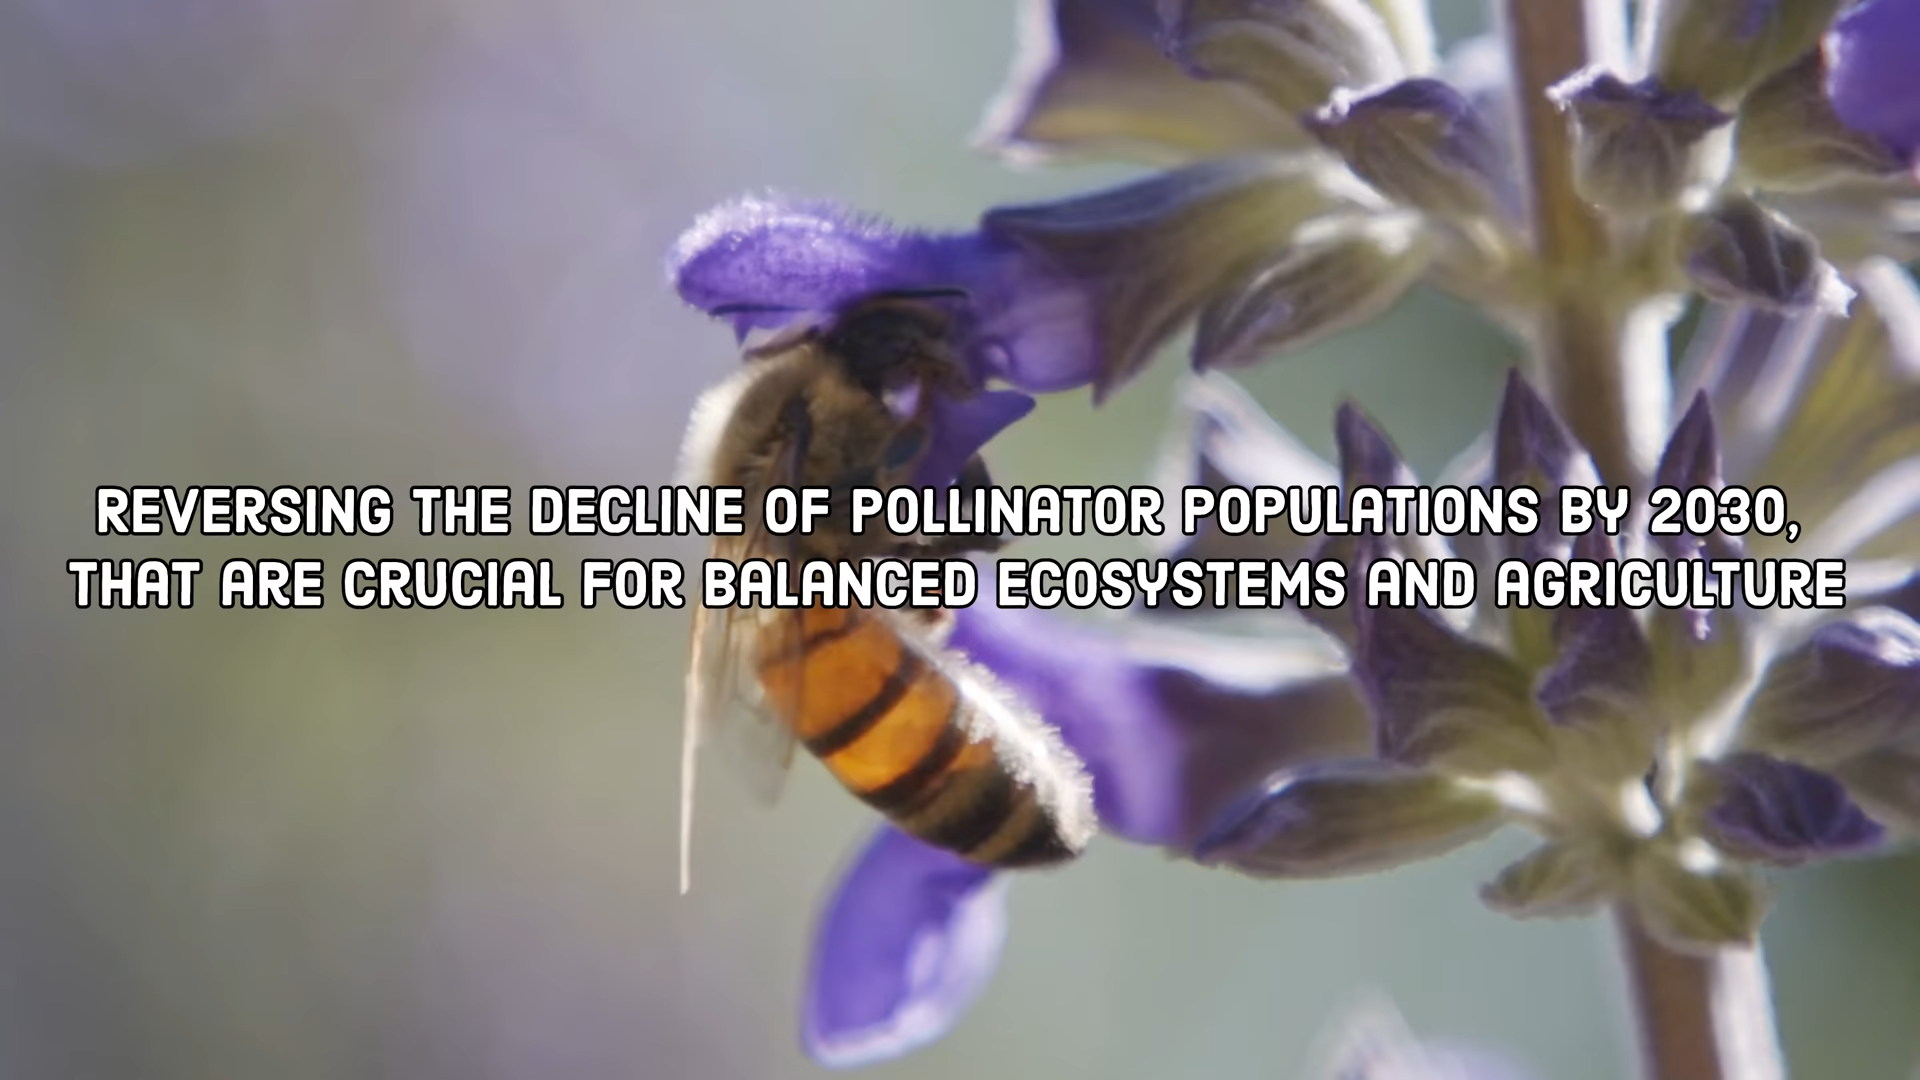 REVERSING THE DECLINE OF POLLINATOR POPULATIONS BY 2030,
THAT ARE CRUCIAL FOR BALANCED ECOSYSTEMS AND AGRICULTURE